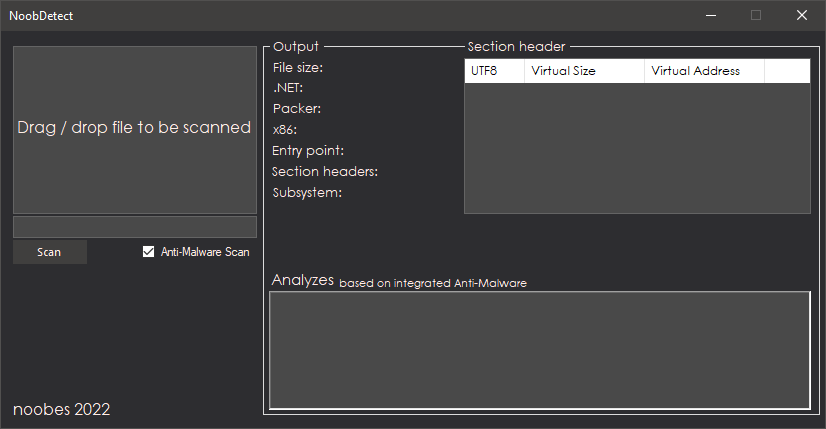 NoobDetect
Drag / drop file to be scanned
Scan
Anti-Malware Scan
noobes 2022
Output
File size:
.NET:
Packer:
x86:
Entry point:
Section headers:
Subsystem:
Section header
UTF8 Virtual Size Virtual Address
Analyzes based on integrated Anti-Malware